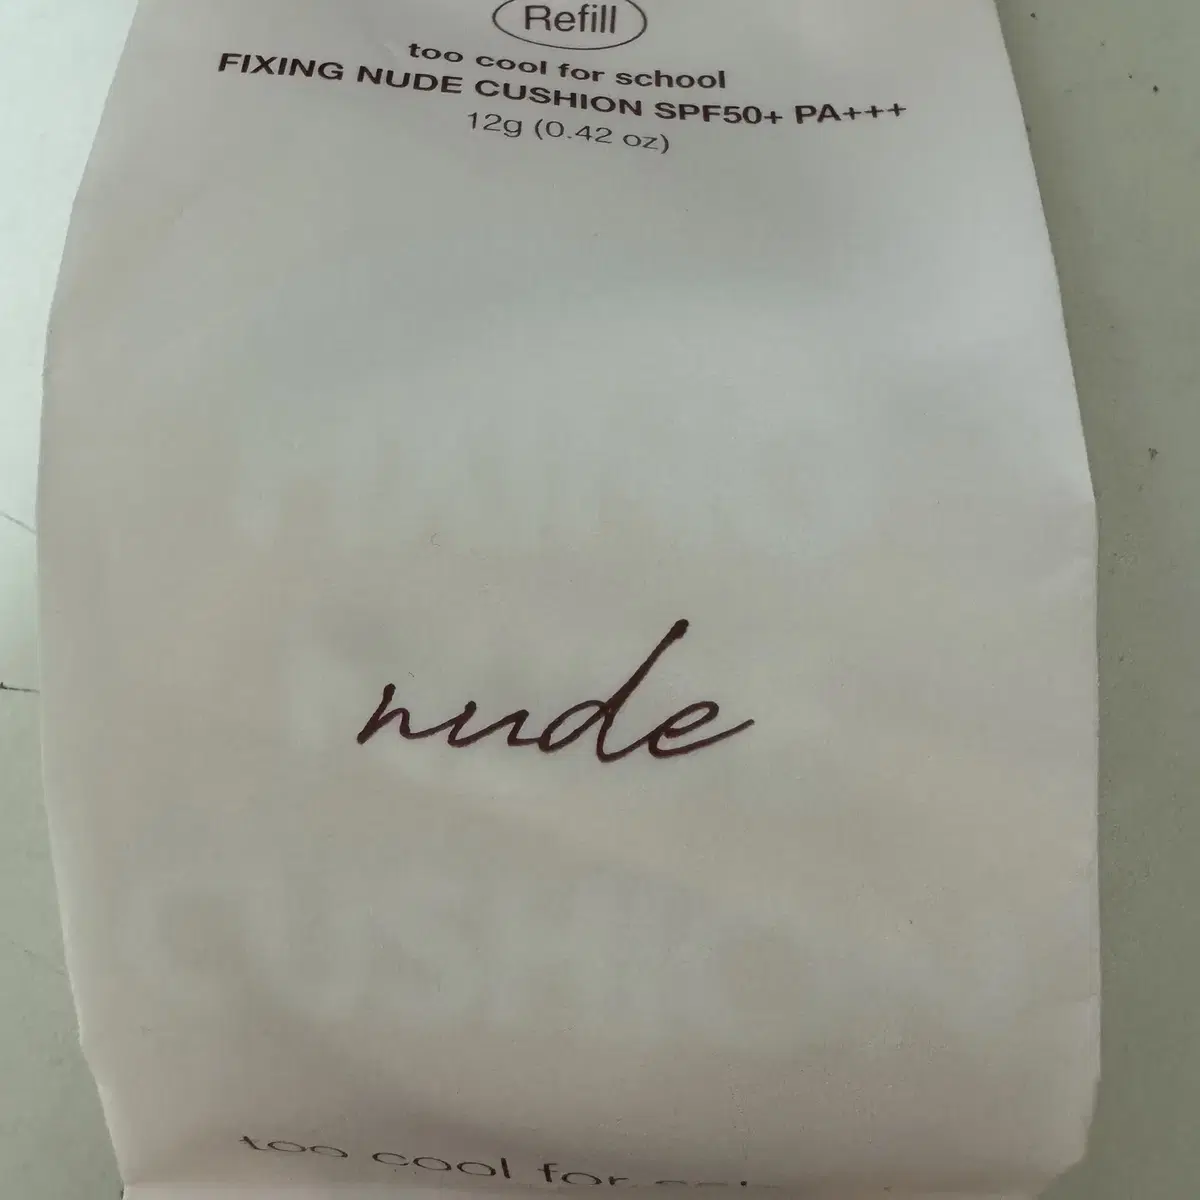 Refill
too cool for school
FIXING NUDE CUSHION SPF50+ PA+++
12g (0.42 oz)
nude
too cool for